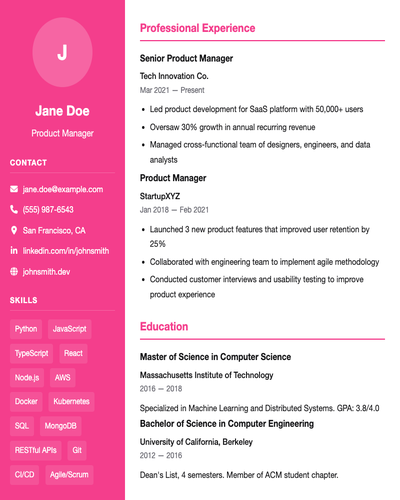 J
Jane Doe
Product Manager
CONTACT
jane.doe@example.com
(555) 987-6543
San Francisco, CA
linkedin.com/in/johnsmith
johnsmith.dev
SKILLS
Python JavaScript
TypeScript React
Node.js AWS
Docker Kubernetes
SQL MongoDB
RESTful APIs Git
CI/CD Agile/Scrum
Professional Experience
Senior Product Manager
Tech Innovation Co.
Mar 2021 — Present
• Led product development for SaaS platform with 50,000+ users
• Oversaw 30% growth in annual recurring revenue
• Managed cross-functional team of designers, engineers, and data
analysts
Product Manager
StartupXYZ
Jan 2018 — Feb 2021
• Launched 3 new product features that improved user retention by
25%
• Collaborated with engineering team to implement agile methodology
• Conducted customer interviews and usability testing to improve
product experience
Education
Master of Science in Computer Science
Massachusetts Institute of Technology
2016 — 2018
Specialized in Machine Learning and Distributed Systems. GPA: 3.8/4.0
Bachelor of Science in Computer Engineering
University of California, Berkeley
2012 — 2016
Dean's List, 4 semesters. Member of ACM student chapter.